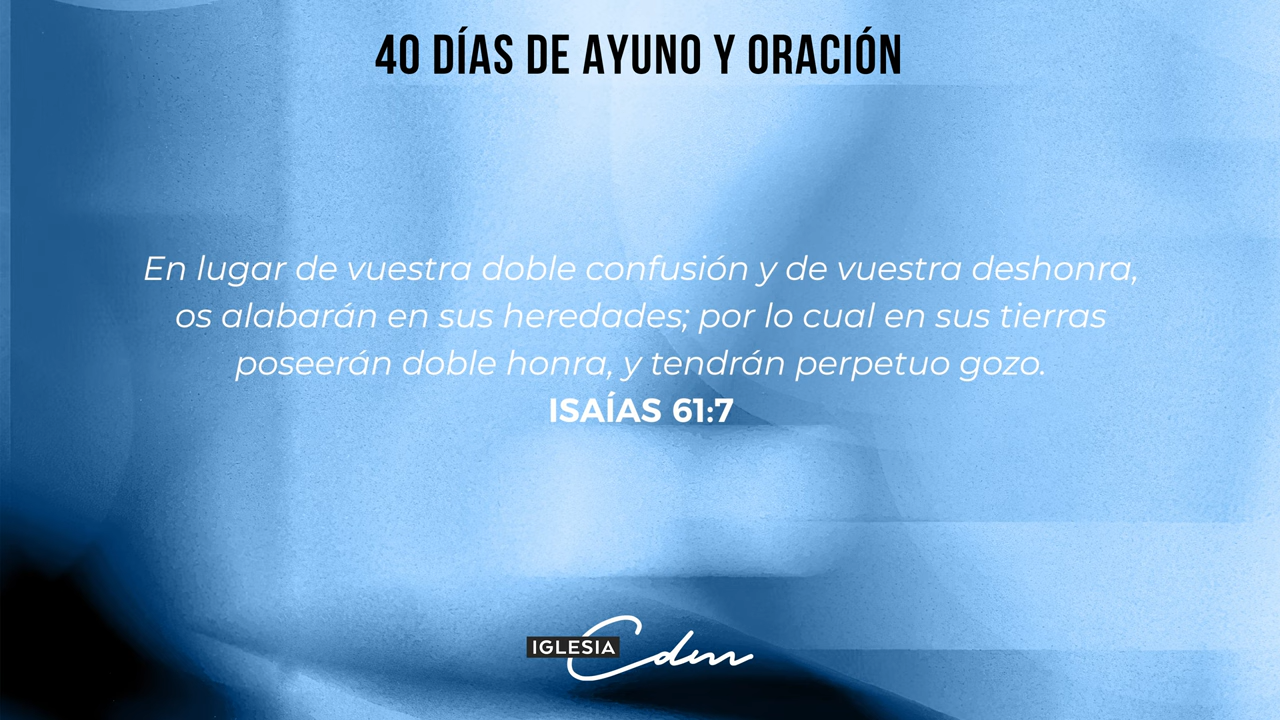 40 DÍAS DE AYUNO Y ORACIÓN
En lugar de vuestra doble confusión y de vuestra deshonra,
os alabarán en sus heredades; por lo cual en sus tierras
poseerán doble honra, y tendrán perpetuo gozo.
ISAÍAS 61:7
IGLESIA Cdm